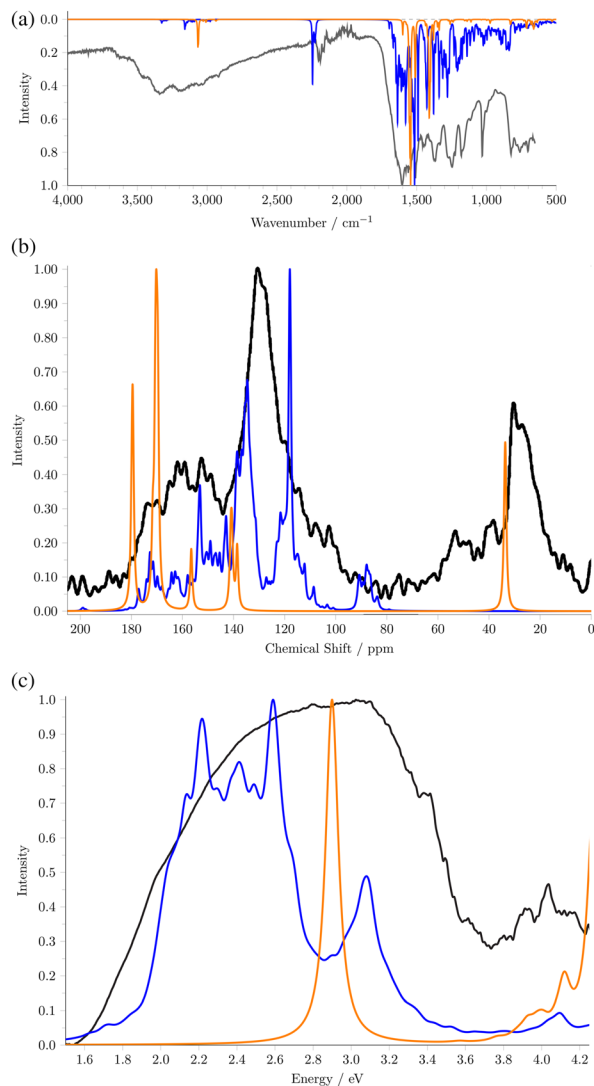 (a)
0.0
0.2
0.4
0.6
0.8
1.0
Intensity
4,000 3,500 3,000 2,500 2,000 1,500 1,000 500
Wavenumber / cm⁻¹
(b)
1.00
0.90
0.80
0.70
0.60
0.50
0.40
0.30
0.20
0.10
0.00
Intensity
200 180 160 140 120 100 80 60 40 20 0
Chemical Shift / ppm
(c)
1.0
0.9
0.8
0.7
0.6
0.5
0.4
0.3
0.2
0.1
0.0
Intensity
1.6 1.8 2.0 2.2 2.4 2.6 2.8 3.0 3.2 3.4 3.6 3.8 4.0 4.2
Energy / eV